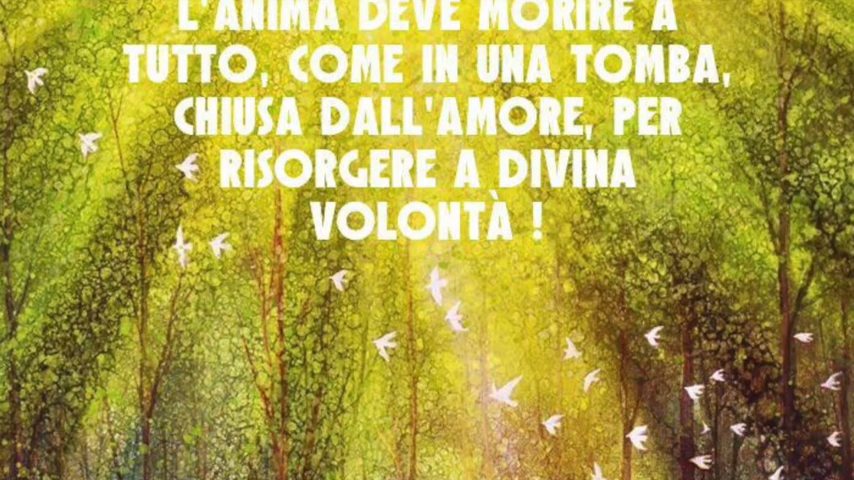 L'ANIMA DEVE MORIRE A
TUTTO, COME IN UNA TOMBA,
CHIUSA DALL'AMORE, PER
RISORGERE A DIVINA
VOLONTÀ !